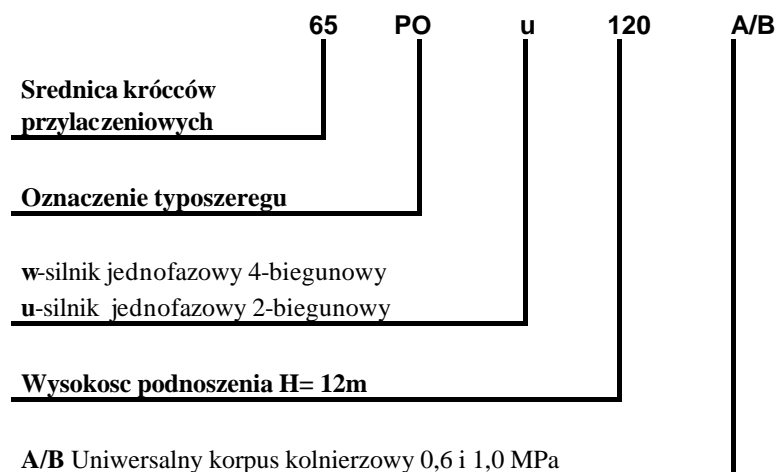 65 PO u 120 A/B
Srednica króćców
przylaczeniowych
Oznaczenie typoszeregu
w-silnik jednofazowy 4-biegunowy
u-silnik jednofazowy 2-biegunowy
Wysokosc podnoszenia H= 12m
A/B Uniwersalny korpus kolnierzowy 0,6 i 1,0 MPa